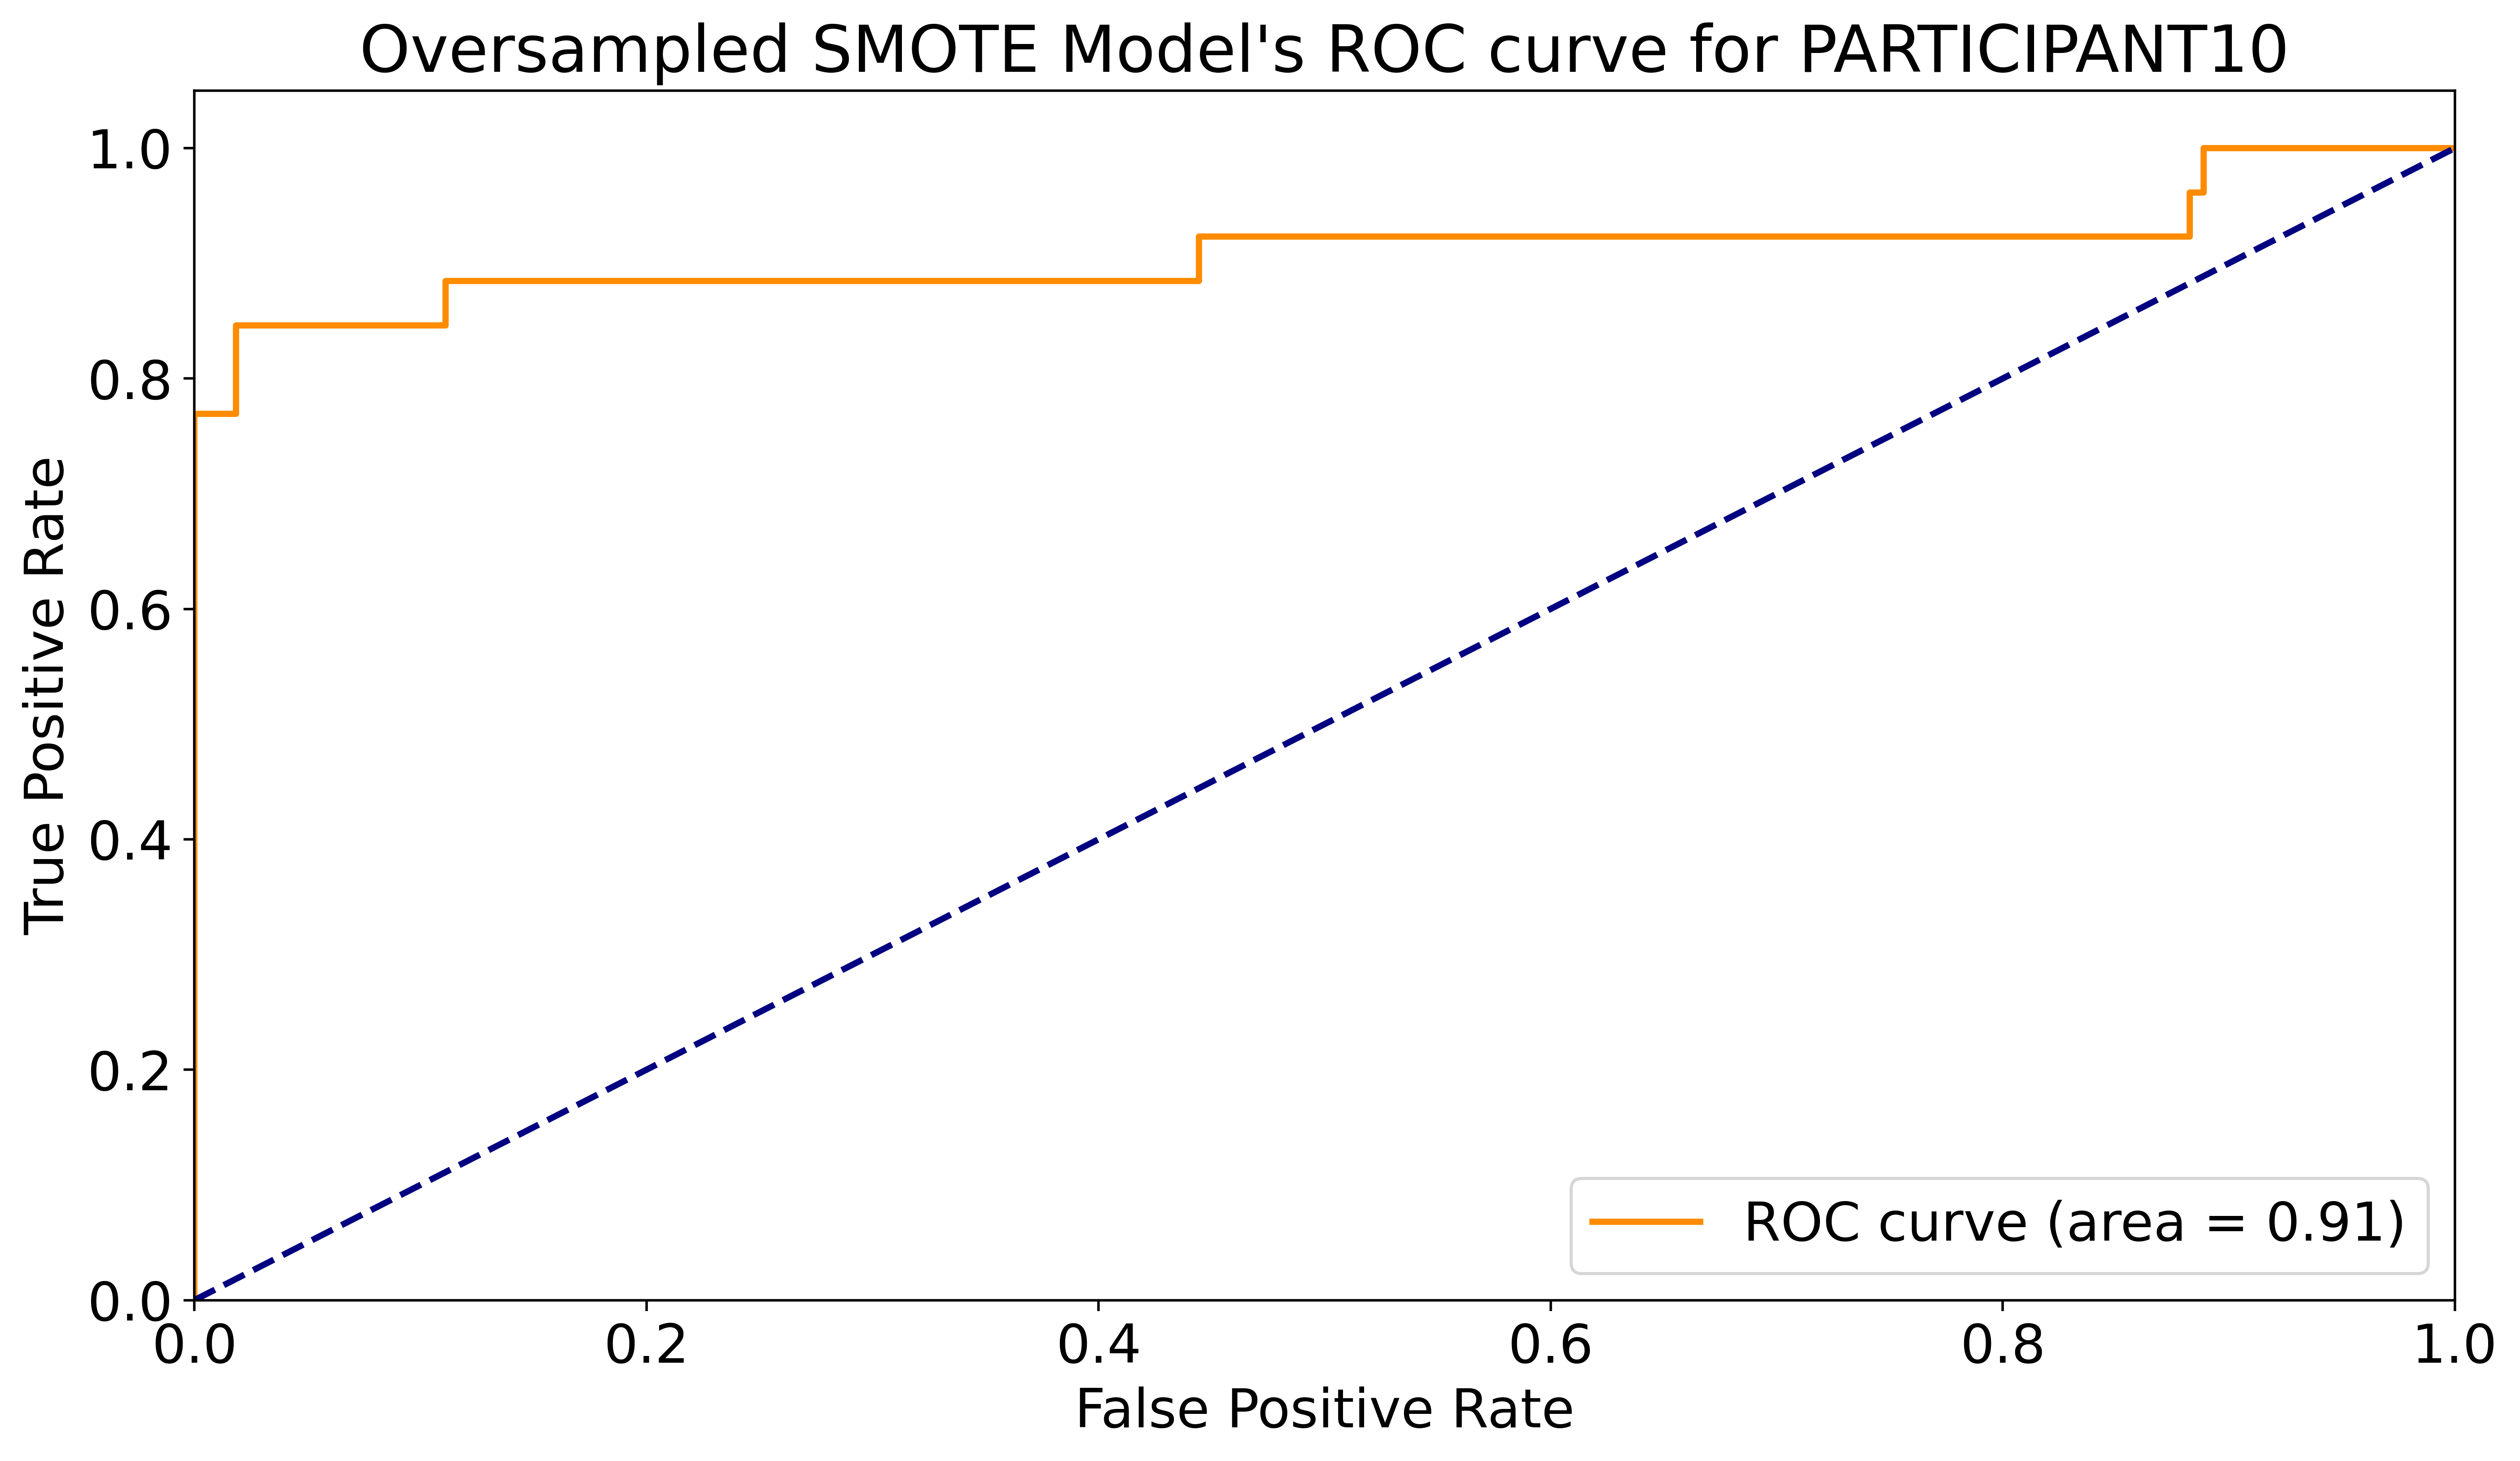 Oversampled SMOTE Model's ROC curve for PARTICIPANT10
1.0
0.8
0.6
0.4
0.2
0.0
True Positive Rate
0.0 0.2 0.4 0.6 0.8 1.0
False Positive Rate
ROC curve (area = 0.91)